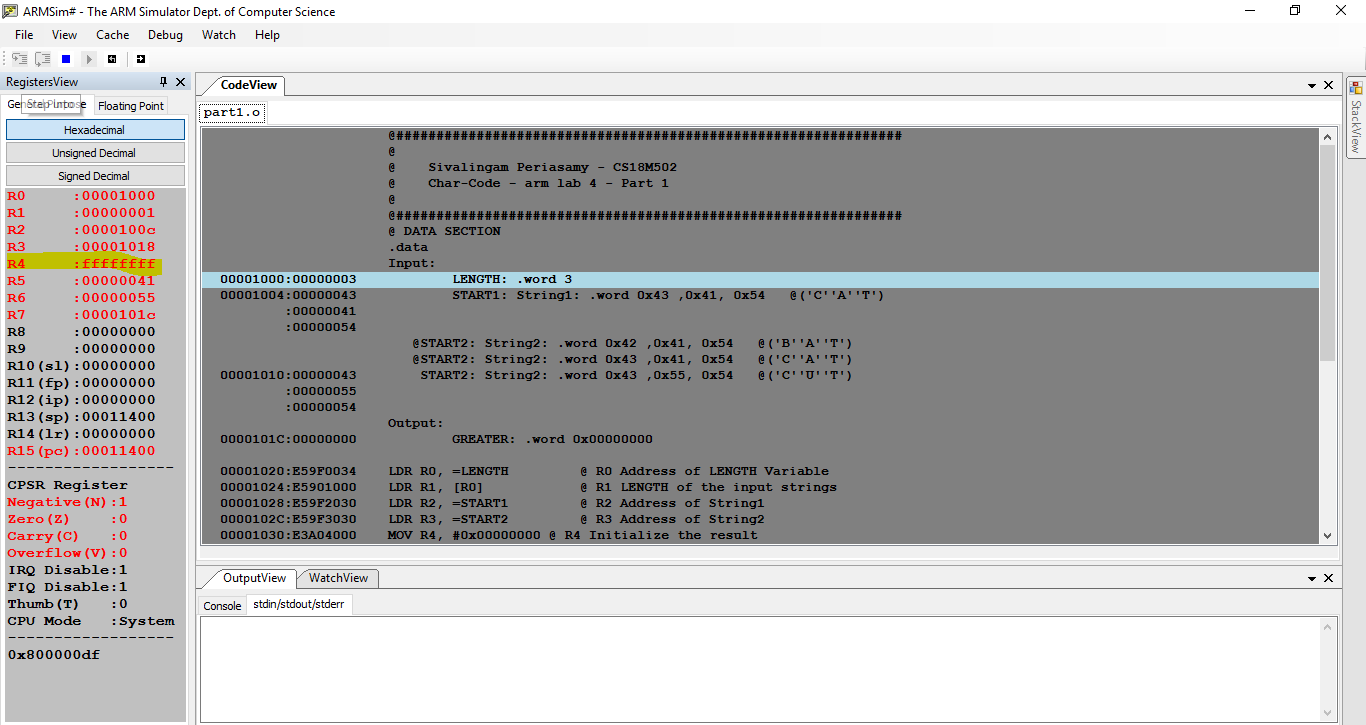 ARMSim# - The ARM Simulator Dept. of Computer Science
File View Cache Debug Watch Help
RegistersView
General Purpose Floating Point
Step Into
Hexadecimal
Unsigned Decimal
Signed Decimal
R0 :00001000
R1 :00000001
R2 :0000100c
R3 :00001018
R4 :ffffffff
R5 :00000041
R6 :00000055
R7 :0000101c
R8 :00000000
R9 :00000000
R10(sl):00000000
R11(fp):00000000
R12(ip):00000000
R13(sp):00011400
R14(lr):00000000
R15(pc):00011400
------------------
CPSR Register
Negative(N):1
Zero(Z) :0
Carry(C) :0
Overflow(V):0
IRQ Disable:1
FIQ Disable:1
Thumb(T) :0
CPU Mode :System
------------------
0x800000df
CodeView
part1.o
@###############################################################
@
@ Sivalingam Periasamy - CS18M502
@ Char-Code - arm lab 4 - Part 1
@
@###############################################################
@ DATA SECTION
.data
Input:
00001000:00000003 LENGTH: .word 3
00001004:00000043 START1: String1: .word 0x43 ,0x41, 0x54 @('C''A''T')
:00000041
:00000054
@START2: String2: .word 0x42 ,0x41, 0x54 @('B''A''T')
@START2: String2: .word 0x43 ,0x41, 0x54 @('C''A''T')
00001010:00000043 START2: String2: .word 0x43 ,0x55, 0x54 @('C''U''T')
:00000055
:00000054
Output:
0000101C:00000000 GREATER: .word 0x00000000
00001020:E59F0034 LDR R0, =LENGTH @ R0 Address of LENGTH Variable
00001024:E5901000 LDR R1, [R0] @ R1 LENGTH of the input strings
00001028:E59F2030 LDR R2, =START1 @ R2 Address of String1
0000102C:E59F3030 LDR R3, =START2 @ R3 Address of String2
00001030:E3A04000 MOV R4, #0x00000000 @ R4 Initialize the result
OutputView WatchView
Console stdin/stdout/stderr
StackView